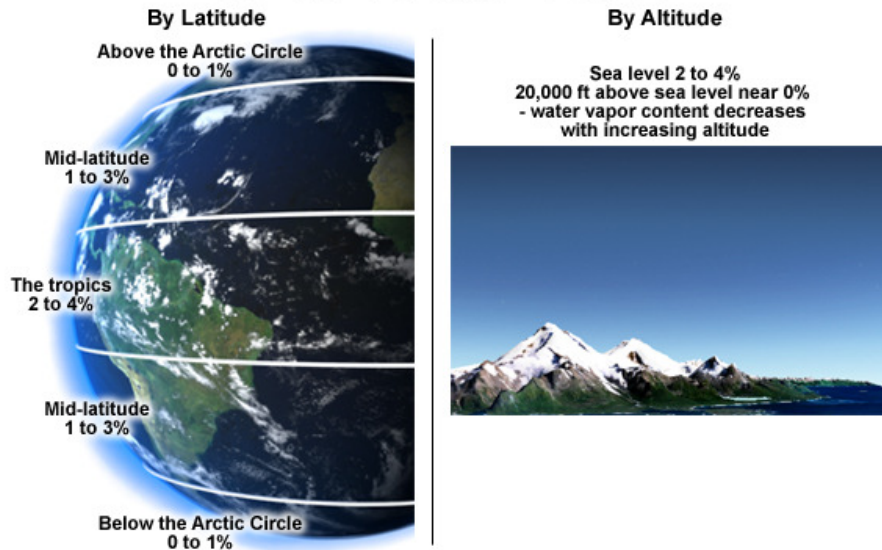 By Latitude
Above the Arctic Circle
0 to 1%
Mid-latitude
1 to 3%
The tropics
2 to 4%
Mid-latitude
1 to 3%
Below the Arctic Circle
0 to 1%
By Altitude
Sea level 2 to 4%
20,000 ft above sea level near 0%
- water vapor content decreases
with increasing altitude